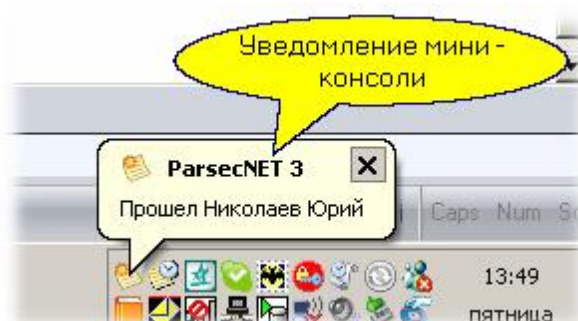 Уведомление мини-
консоли
ParsecNET 3
Прошел Николаев Юрий
Caps Num
13:49
пятница